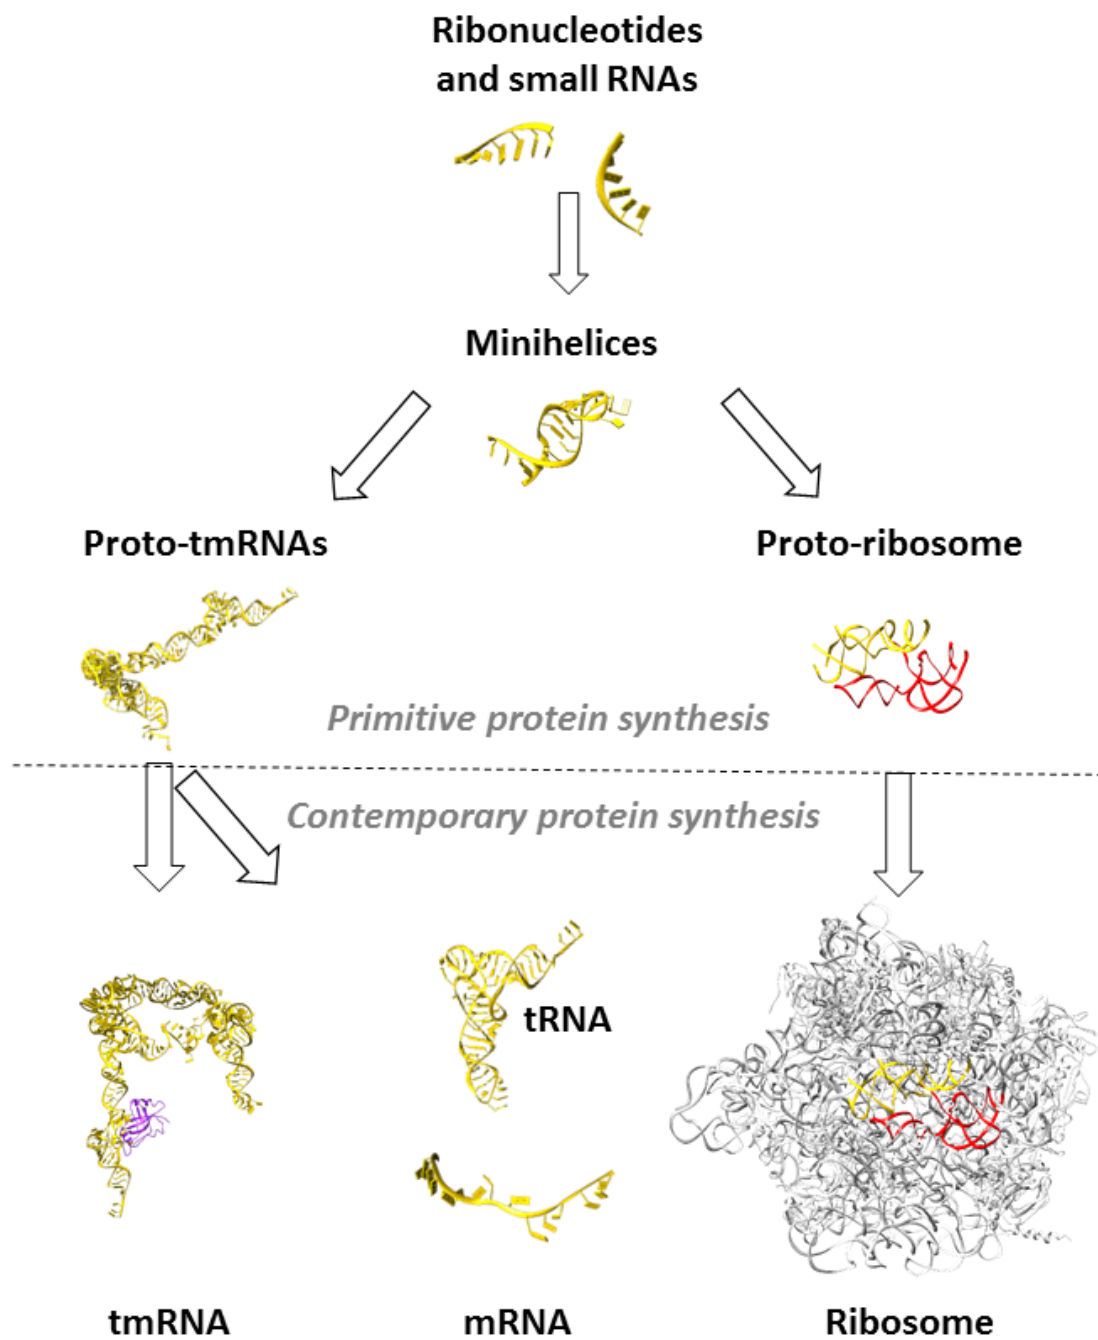 Ribonucleotides
and small RNAs
Minihelices
Proto-tmRNAs
Proto-ribosome
Primitive protein synthesis
Contemporary protein synthesis
tRNA
tmRNA
mRNA
Ribosome